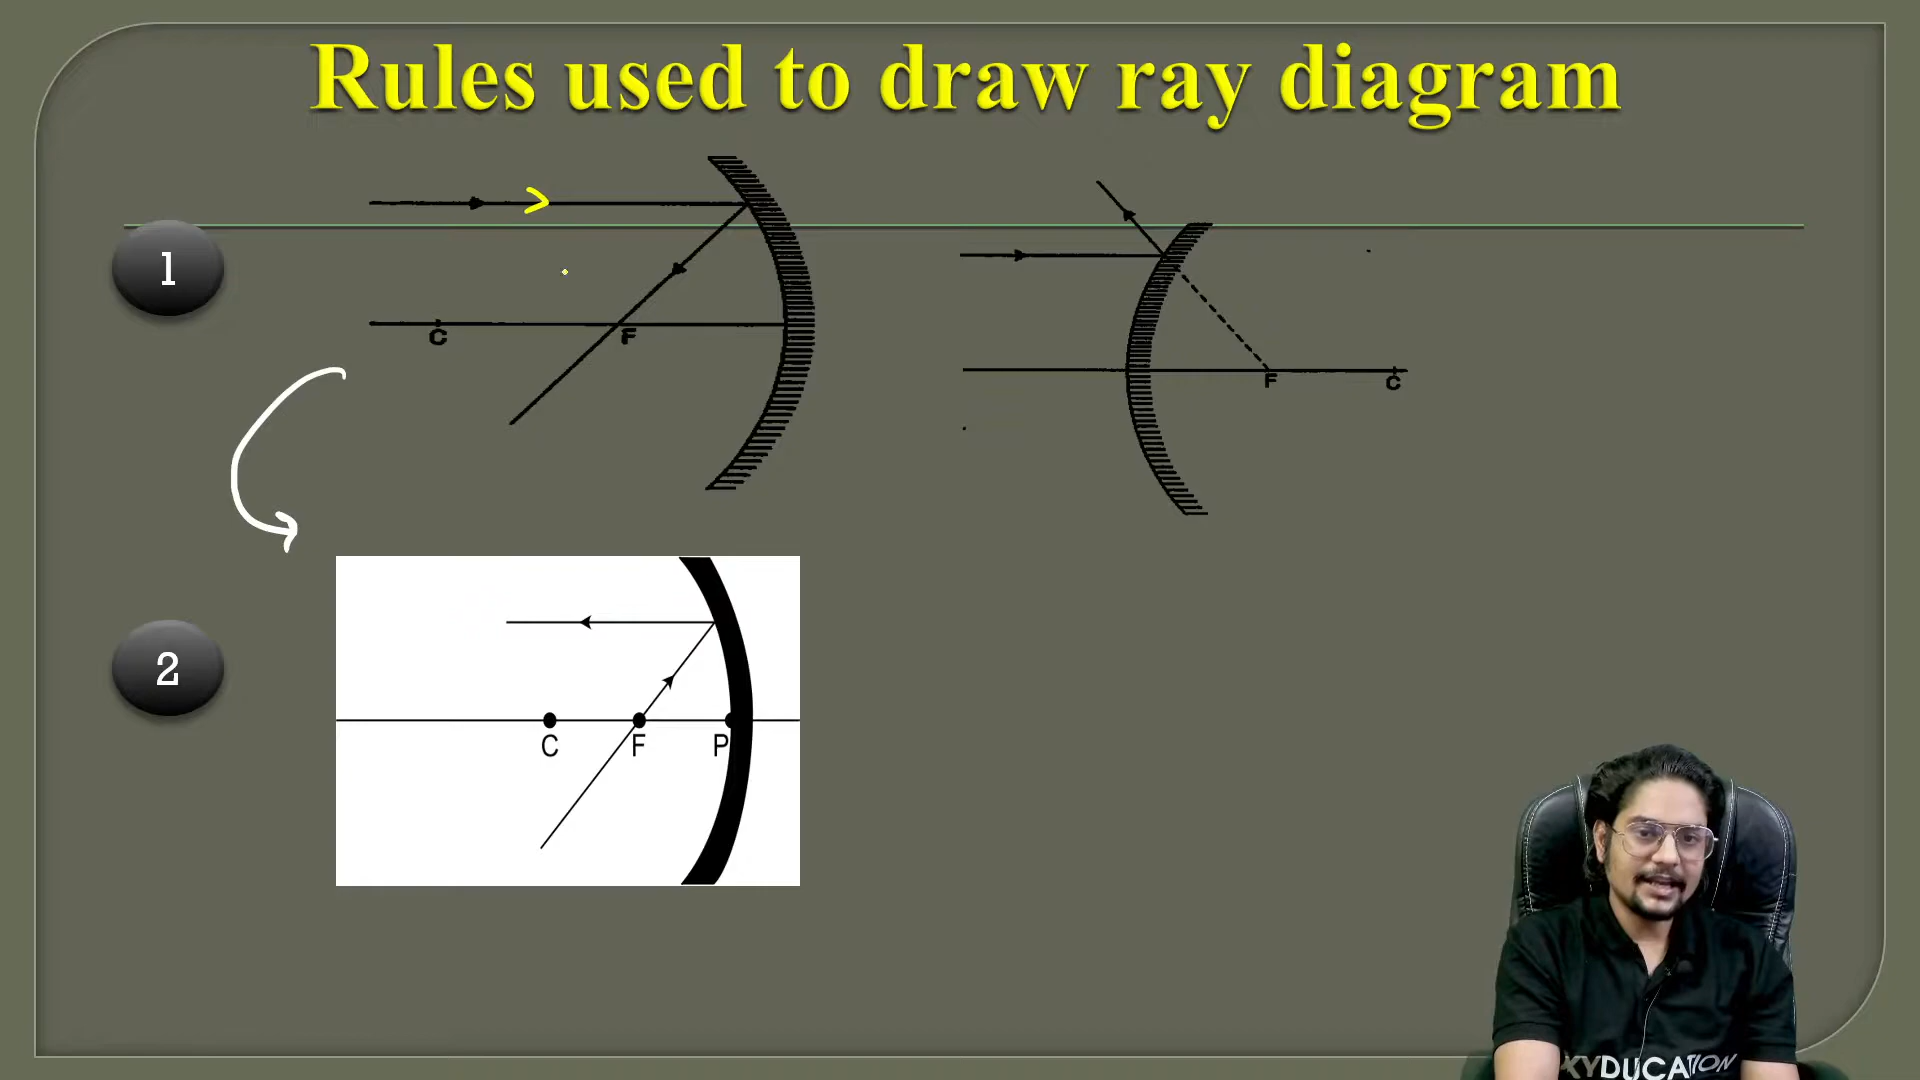 Rules used to draw ray diagram
1
C F
F C
2
C F P
XYDUCATION